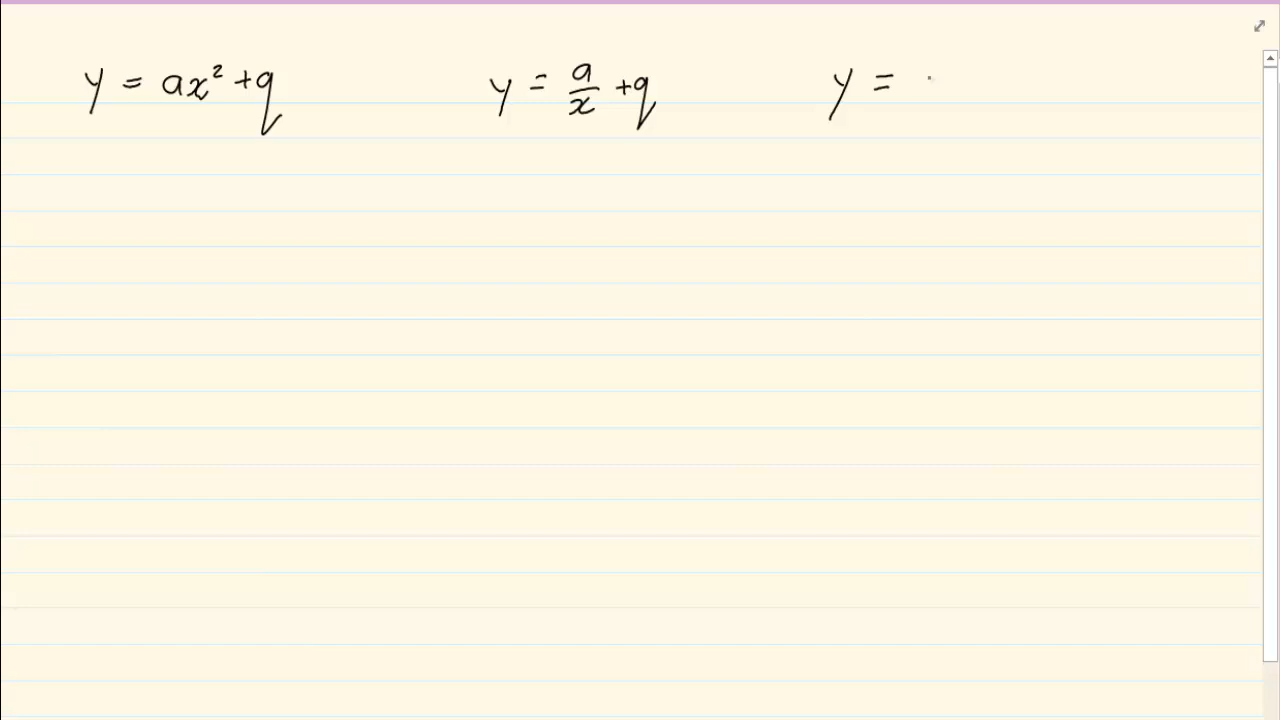 y = ax² + q y = a/x + q y =